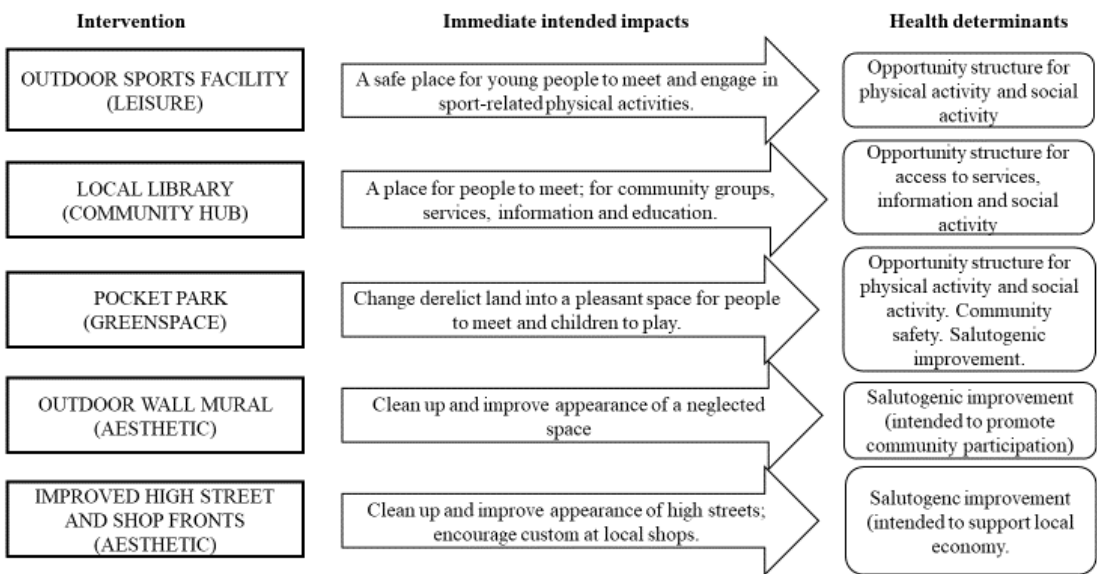 Intervention
Immediate intended impacts
Health determinants
OUTDOOR SPORTS FACILITY
(LEISURE)
A safe place for young people to meet and engage in
sport-related physical activities.
Opportunity structure for
physical activity and social
activity
LOCAL LIBRARY
(COMMUNITY HUB)
A place for people to meet; for community groups,
services, information and education.
Opportunity structure for
access to services,
information and social
activity
POCKET PARK
(GREENSPACE)
Change derelict land into a pleasant space for people
to meet and children to play.
Opportunity structure for
physical activity and social
activity. Community
safety. Salutogenic
improvement.
OUTDOOR WALL MURAL
(AESTHETIC)
Clean up and improve appearance of a neglected
space
Salutogenic improvement
(intended to promote
community participation)
IMPROVED HIGH STREET
AND SHOP FRONTS
(AESTHETIC)
Clean up and improve appearance of high streets;
encourage custom at local shops.
Salutogenc improvement
(intended to support local
economy.